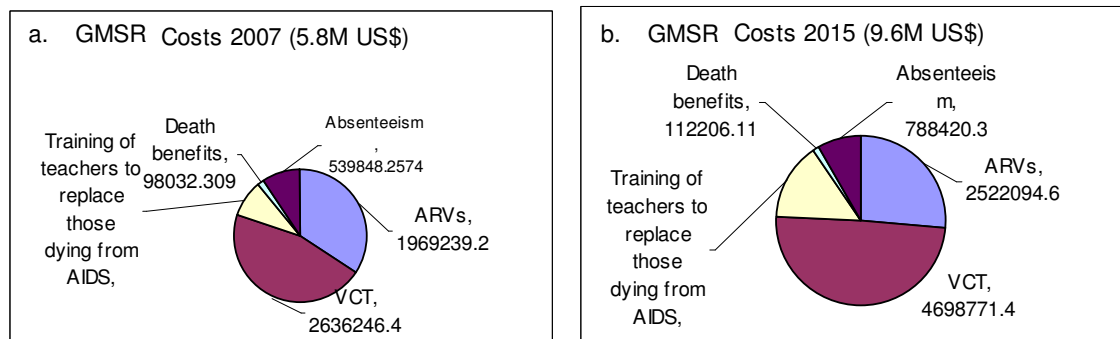 a. GMSR Costs 2007 (5.8M US$)
Training of
teachers to
replace
those
dying from
AIDS,
Death
benefits,
98032.309
Absenteeism
,
539848.2574
ARVs,
1969239.2
VCT,
2636246.4
b. GMSR Costs 2015 (9.6M US$)
Death
benefits,
112206.11
Absenteeis
m,
788420.3
ARVs,
2522094.6
Training of
teachers to
replace
those
dying from
AIDS,
VCT,
4698771.4